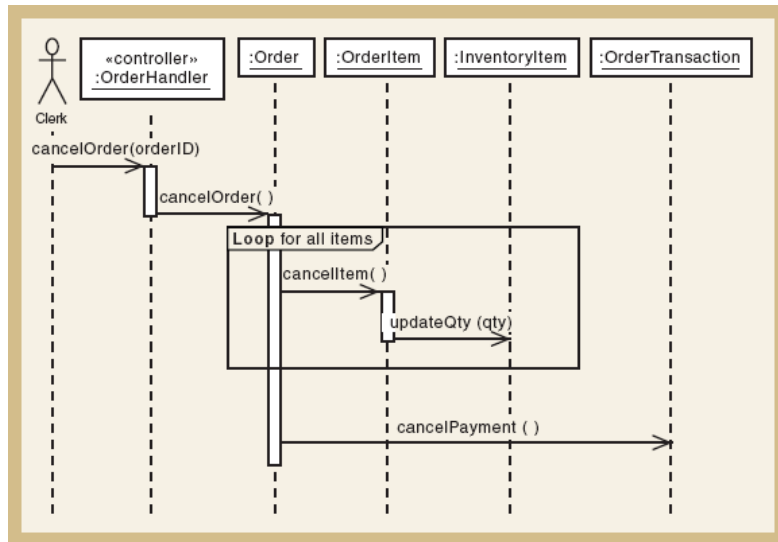 «controller»
:OrderHandler
:Order
:OrderItem
:InventoryItem
:OrderTransaction
Clerk
cancelOrder(orderID)
cancelOrder( )
Loop for all items
cancelItem( )
updateQty (qty)
cancelPayment ( )